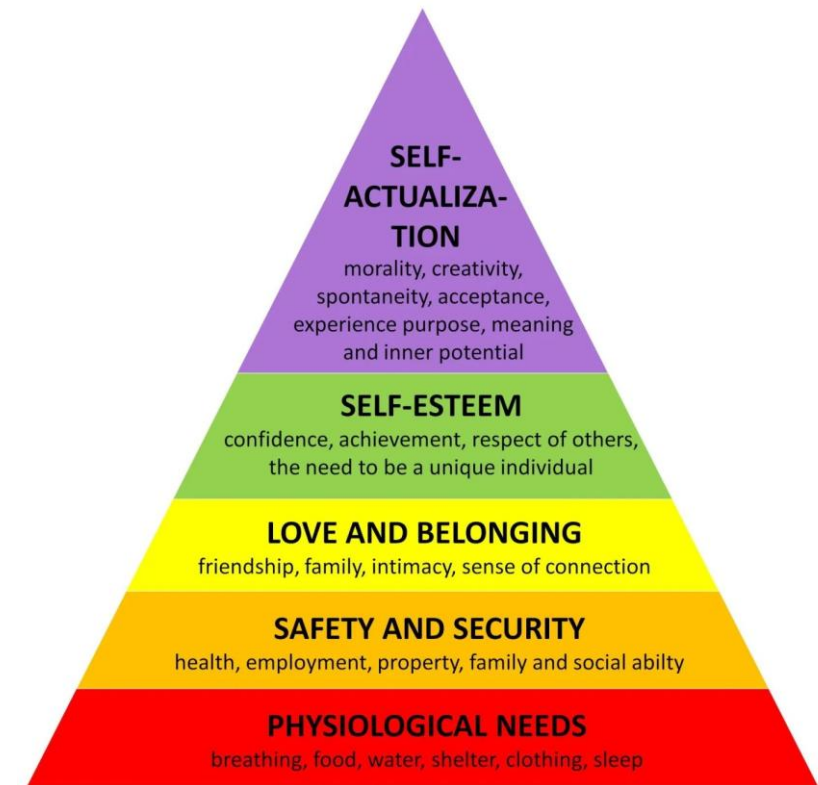 SELF-
ACTUALIZA-
TION
morality, creativity,
spontaneity, acceptance,
experience purpose, meaning
and inner potential
SELF-ESTEEM
confidence, achievement, respect of others,
the need to be a unique individual
LOVE AND BELONGING
friendship, family, intimacy, sense of connection
SAFETY AND SECURITY
health, employment, property, family and social abilty
PHYSIOLOGICAL NEEDS
breathing, food, water, shelter, clothing, sleep